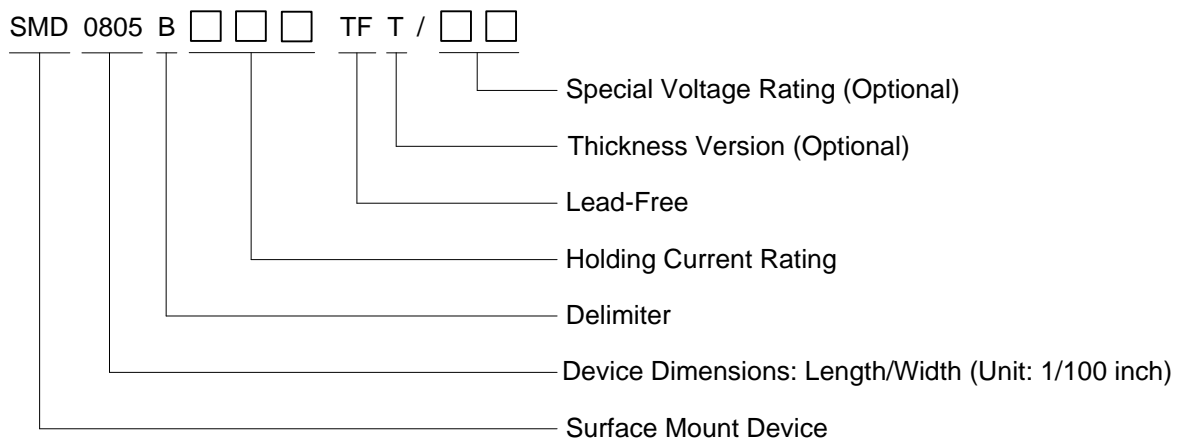 SMD 0805 B □ □ □ TF T / □ □
Special Voltage Rating (Optional)
Thickness Version (Optional)
Lead-Free
Holding Current Rating
Delimiter
Device Dimensions: Length/Width (Unit: 1/100 inch)
Surface Mount Device